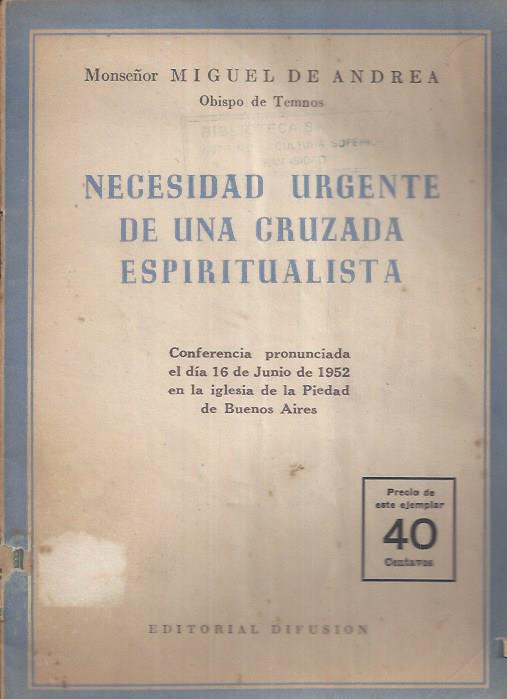 Monseñor MIGUEL DE ANDREA
Obispo de Temnos
BIBLIOTECA
NECESIDAD URGENTE
DE UNA CRUZADA
ESPIRITUALISTA
Conferencia pronunciada
el día 16 de Junio de 1952
en la iglesia de la Piedad
de Buenos Aires
Precio de
este ejemplar
40
Centavos
EDITORIAL DIFUSION